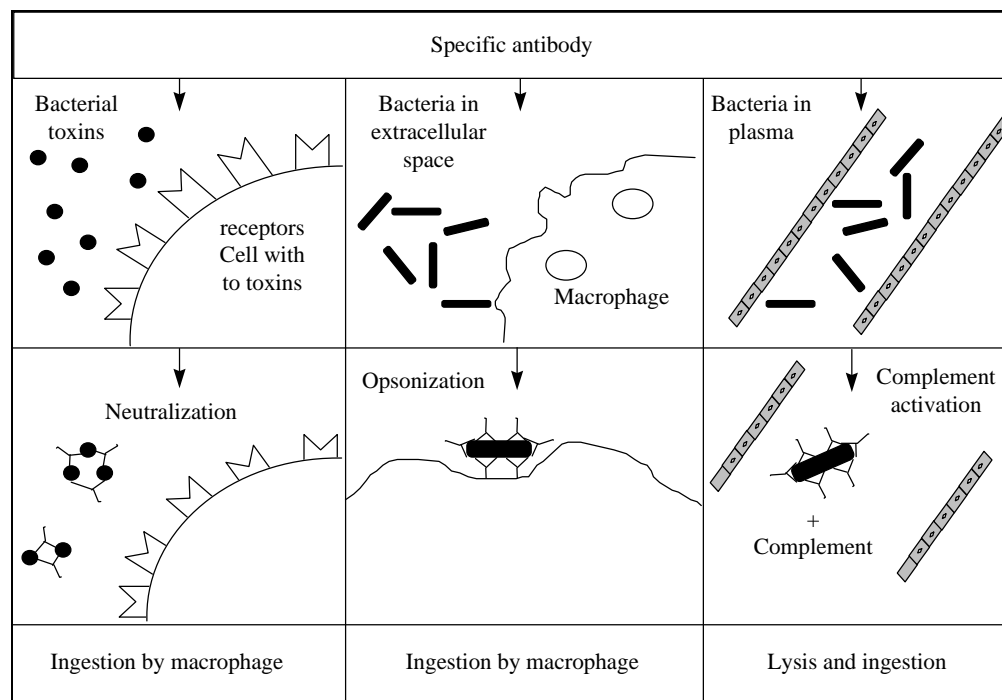 Specific antibody
Bacterial
toxins
receptors
Cell with
to toxins
Bacteria in
extracellular
space
Macrophage
Bacteria in
plasma
Neutralization
Opsonization
Complement
activation
+
Complement
Ingestion by macrophage
Ingestion by macrophage
Lysis and ingestion